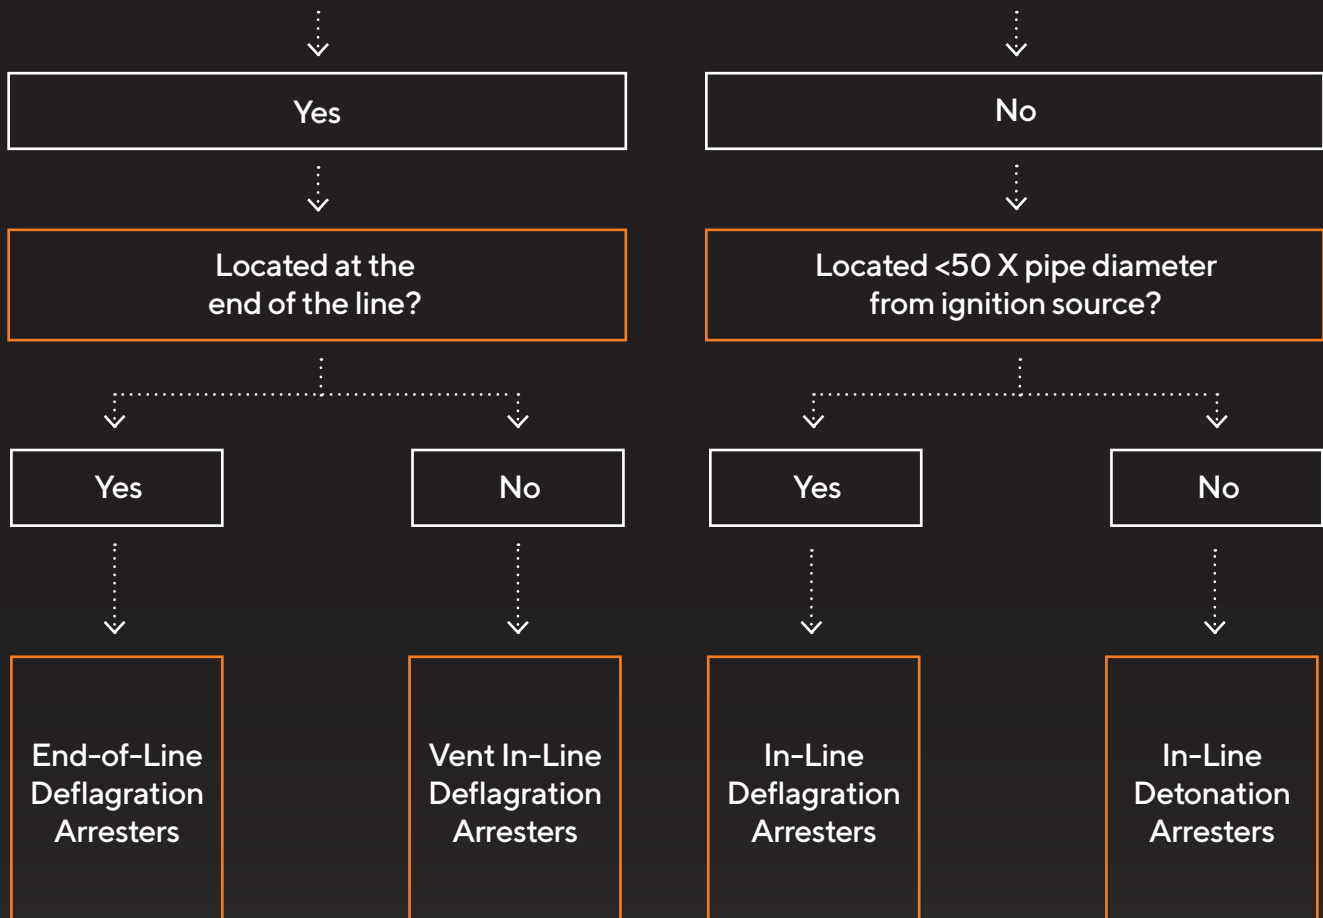 Yes
No
Located at the
end of the line?
Located <50 X pipe diameter
from ignition source?
Yes
No
Yes
No
End-of-Line
Deflagration
Arresters
Vent In-Line
Deflagration
Arresters
In-Line
Deflagration
Arresters
In-Line
Detonation
Arresters